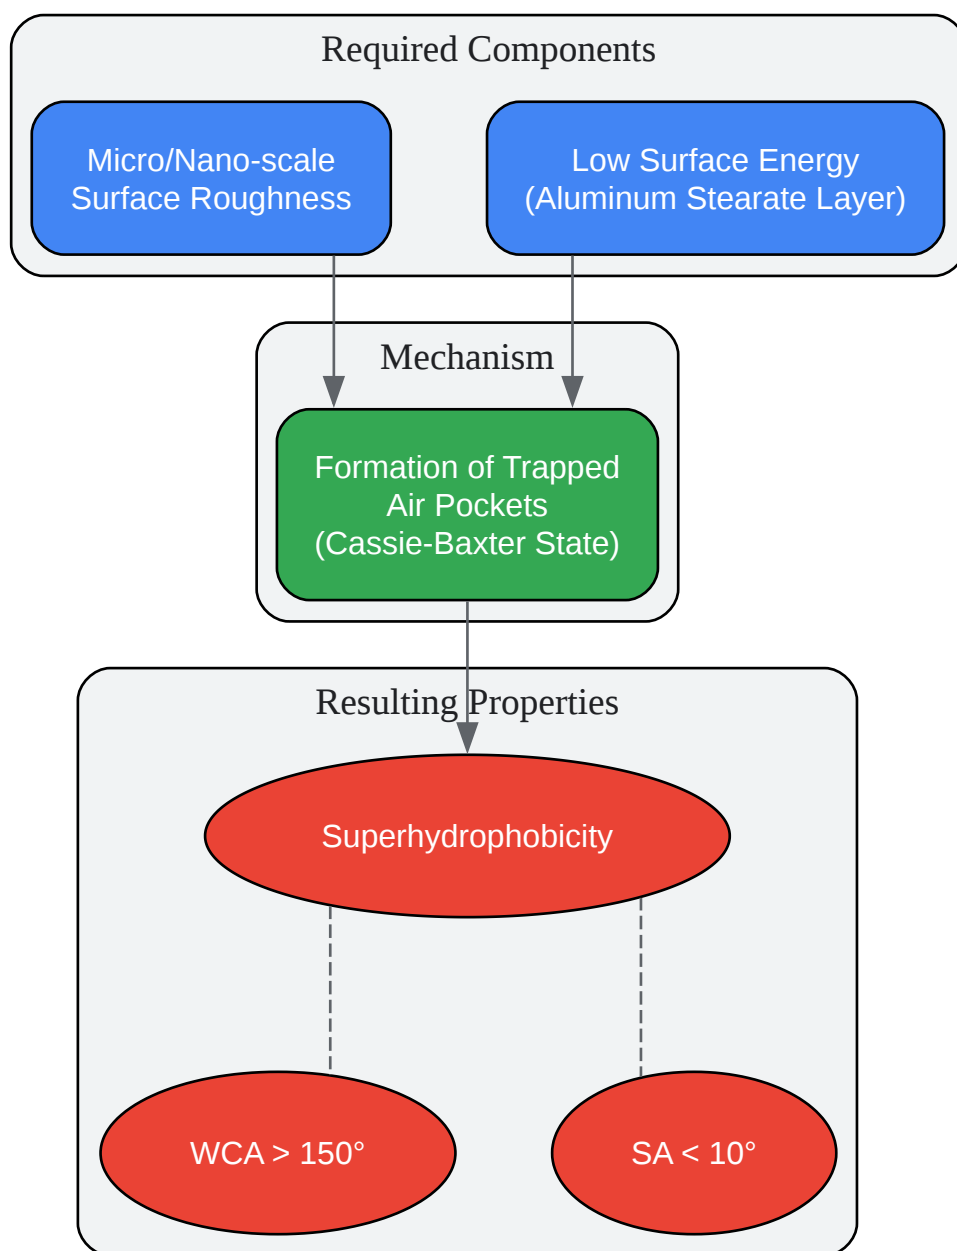 Required Components
Micro/Nano-scale
Surface Roughness
Low Surface Energy
(Aluminum Stearate Layer)
Mechanism
Formation of Trapped
Air Pockets
(Cassie-Baxter State)
Resulting Properties
Superhydrophobicity
WCA > 150°
SA < 10°